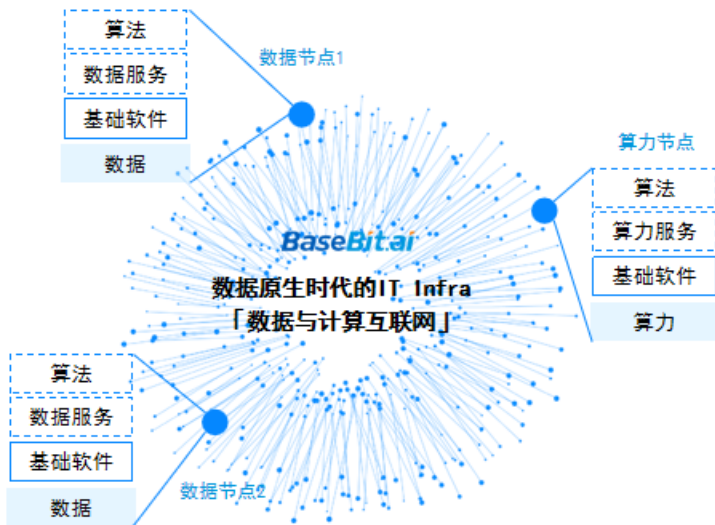 算法
数据服务
基础软件
数据
数据节点1
算力节点
算法
算力服务
基础软件
算力
BaseBit.ai
数据原生时代的IT Infra
「数据与计算互联网」
算法
数据服务
基础软件
数据
数据节点2